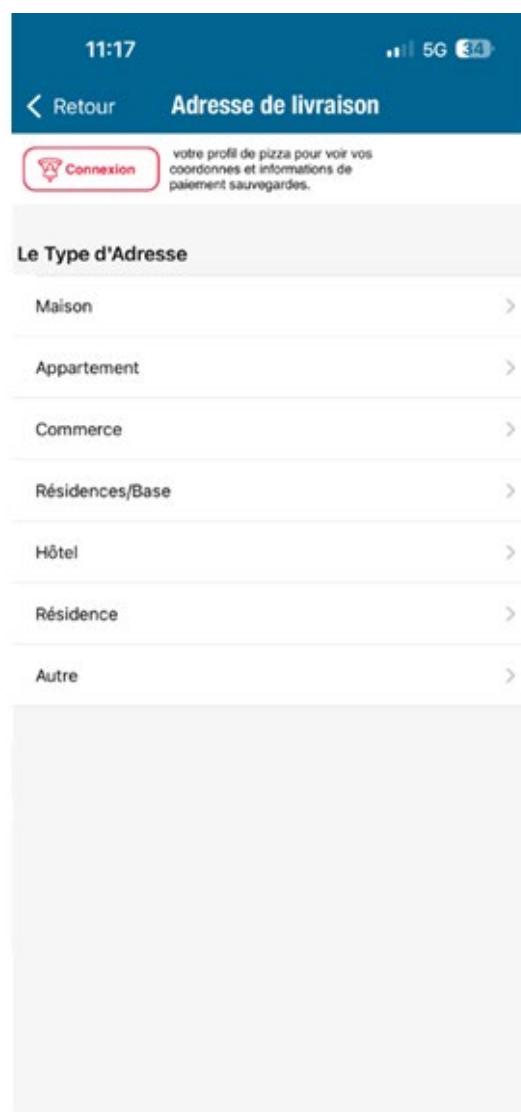 11:17 5G 34
Retour Adresse de livraison
Connexion
votre profil de pizza pour voir vos
coordonnes et informations de
paiement sauvegardes.
Le Type d'Adresse
Maison
Appartement
Commerce
Résidences/Base
Hôtel
Résidence
Autre